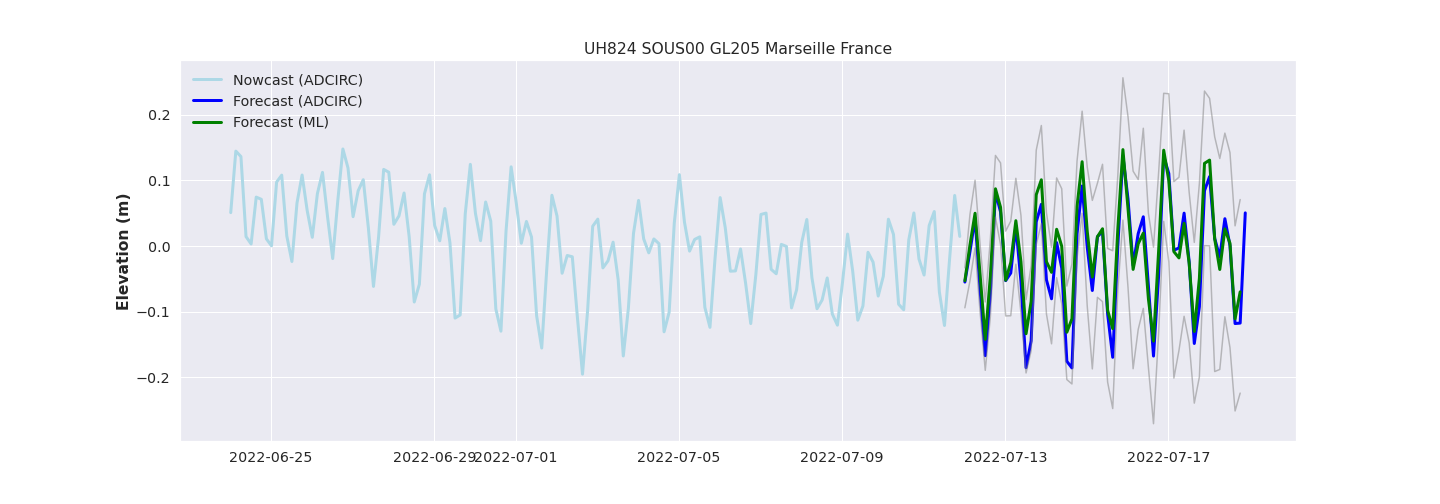 UH824 SOUS00 GL205 Marseille France
Nowcast (ADCIRC)
Forecast (ADCIRC)
Forecast (ML)
Elevation (m)
0.2
0.1
0.0
−0.1
−0.2
2022-06-25
2022-06-29
2022-07-01
2022-07-05
2022-07-09
2022-07-13
2022-07-17